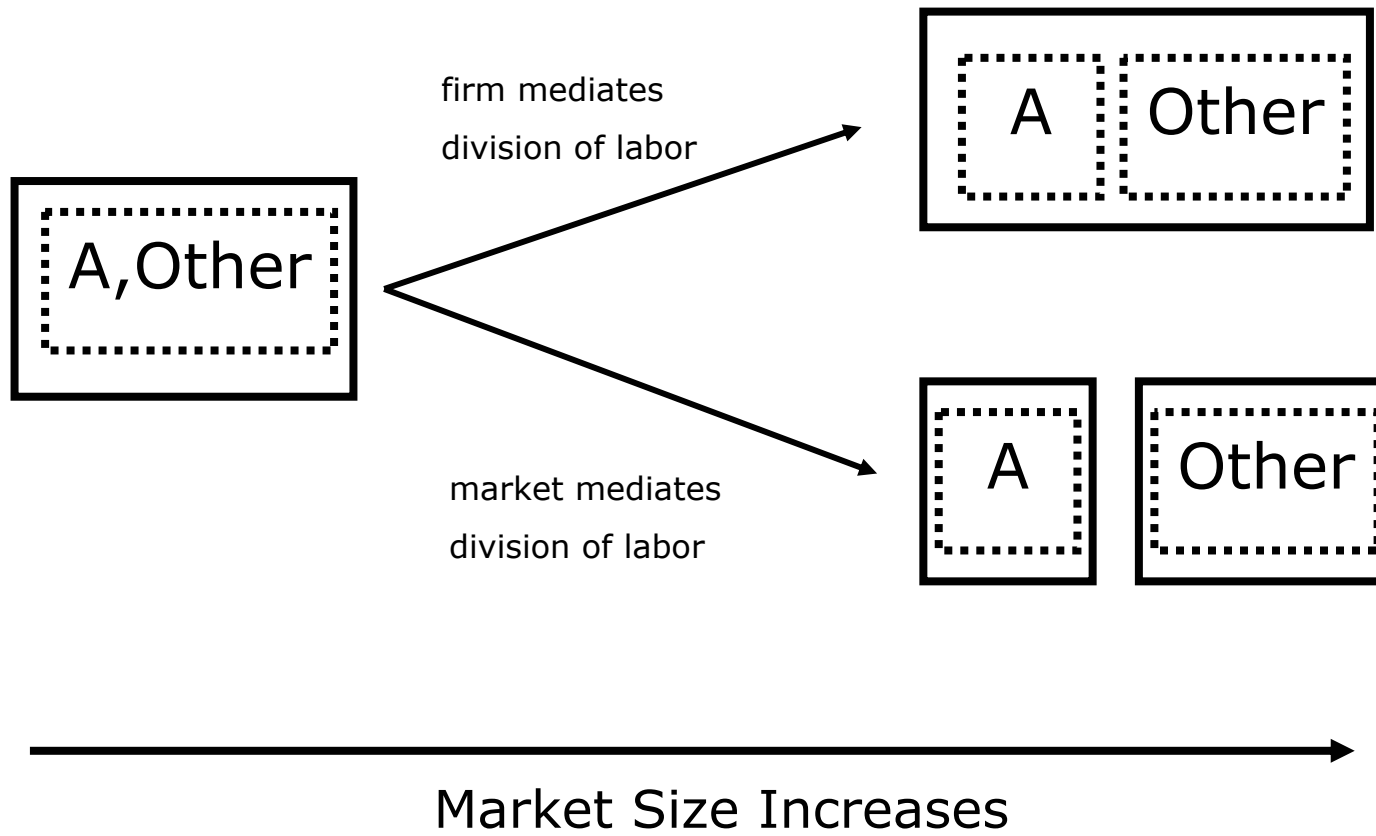 firm mediates
division of labor
A
Other
A,Other
A
Other
market mediates
division of labor
Market Size Increases